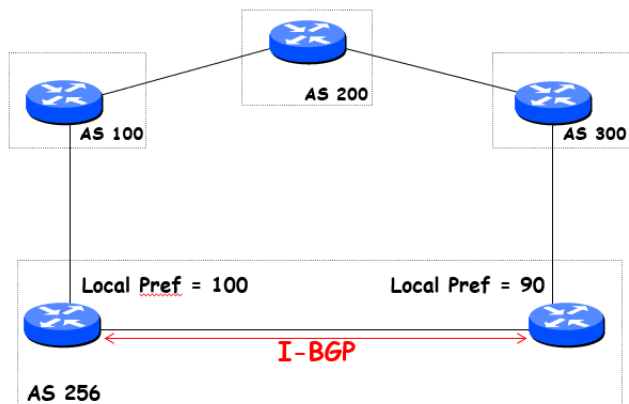 AS 200
AS 100
AS 300
Local Pref = 100
Local Pref = 90
I-BGP
AS 256